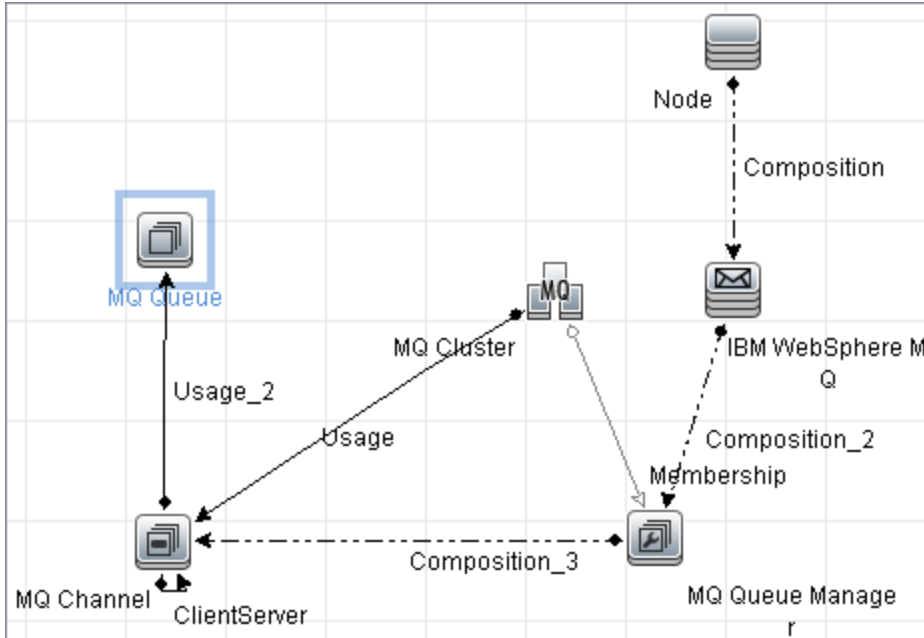 Node
Composition
MQ Queue
MQ
MQ Cluster
IBM WebSphere M
Q
Usage_2
Usage
Composition_2
Membership
Composition_3
MQ Channel
ClientServer
MQ Queue Manage
r